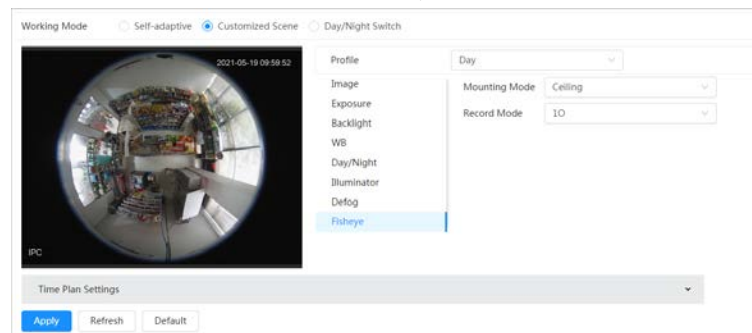 Working Mode Self-adaptive Customized Scene Day/Night Switch
2021-05-19 09:59:52
IPC
Profile Day
Image
Exposure
Backlight
WB
Day/Night
Illuminator
Defog
Fisheye
Mounting Mode Ceiling
Record Mode 1O
Time Plan Settings
Apply Refresh Default